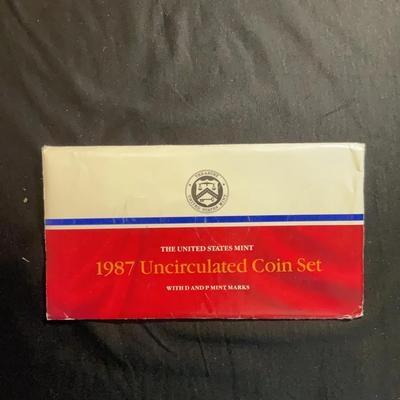 THE UNITED STATES MINT
1987 Uncirculated Coin Set
WITH D AND P MINT MARKS